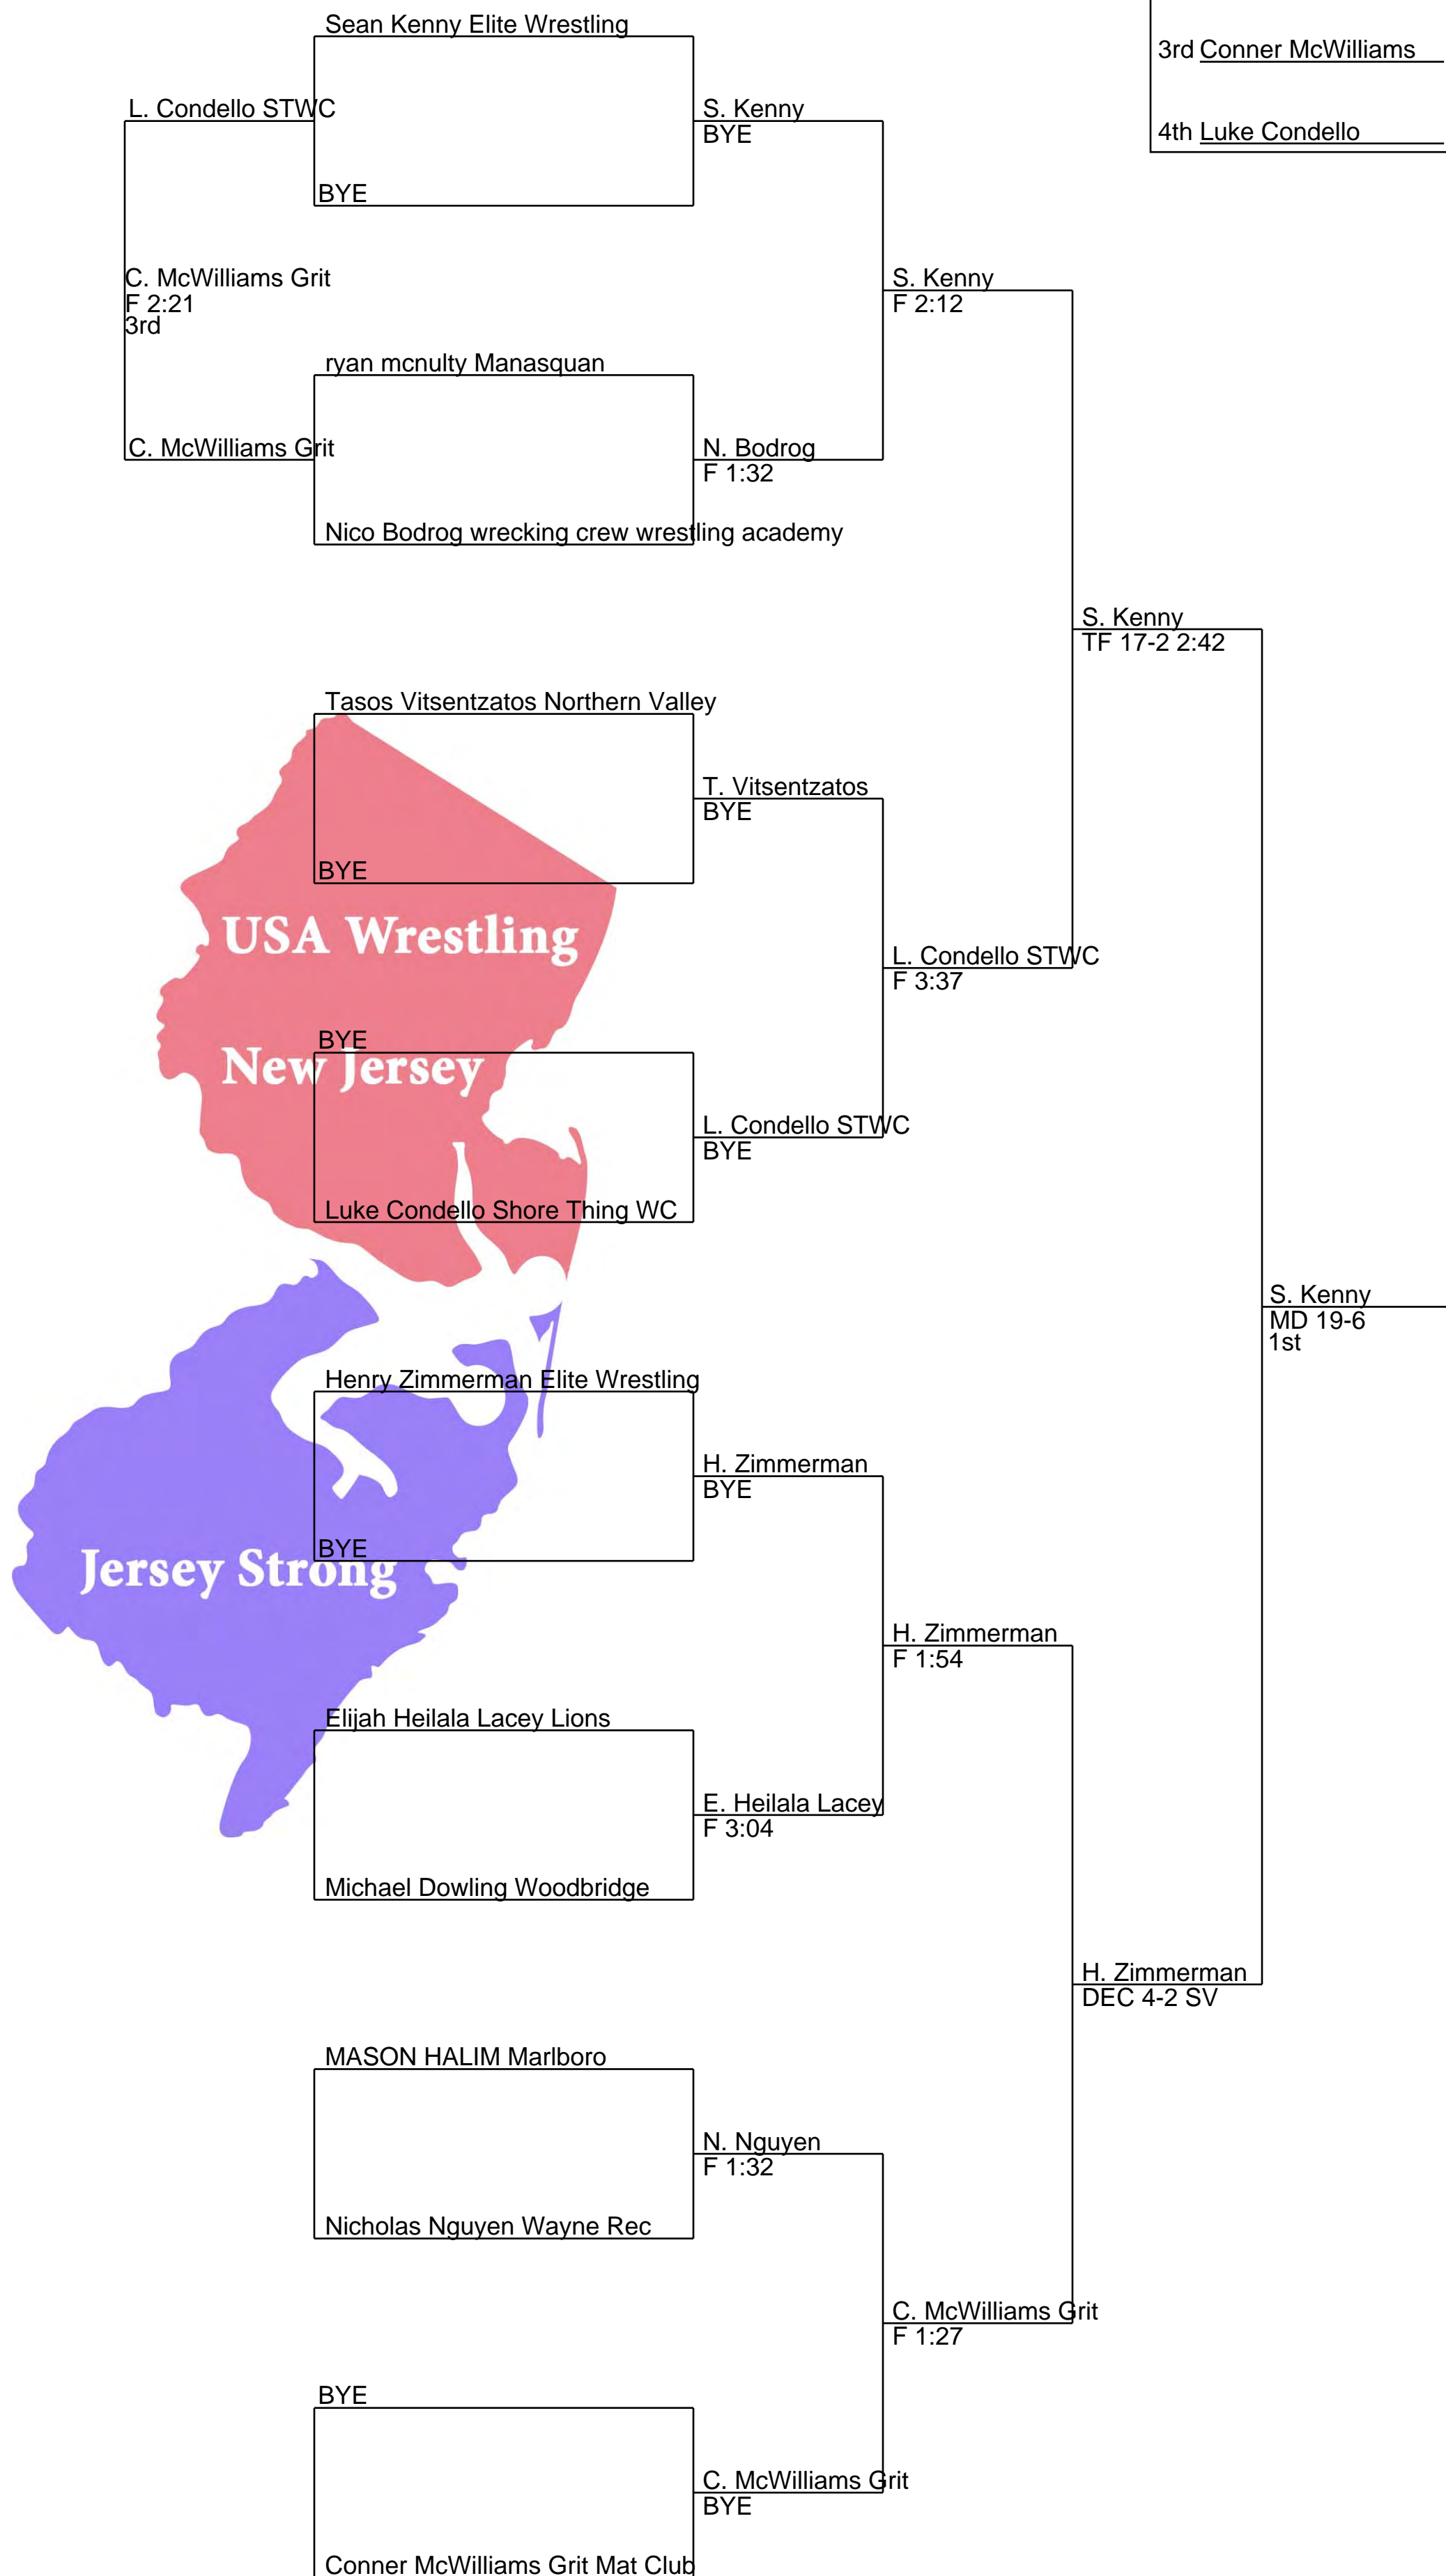 Sean Kenny Elite Wrestling
3rd Conner McWilliams
L. Condello STWC
S. Kenny
BYE
4th Luke Condello
BYE
C. McWilliams Grit
F 2:21
3rd
S. Kenny
F 2:12
ryan mcnulty Manasquan
C. McWilliams Grit
N. Bodrog
F 1:32
Nico Bodrog wrecking crew wrestling academy
S. Kenny
TF 17-2 2:42
Tasos Vitsentzatos Northern Valley
T. Vitsentzatos
BYE
BYE
USA Wrestling
L. Condello STWC
F 3:37
BYE
New Jersey
L. Condello STWC
BYE
Luke Condello Shore Thing WC
S. Kenny
MD 19-6
1st
Henry Zimmerman Elite Wrestling
H. Zimmerman
BYE
BYE
Jersey Strong
H. Zimmerman
F 1:54
Elijah Heilala Lacey Lions
E. Heilala Lacey
F 3:04
Michael Dowling Woodbridge
H. Zimmerman
DEC 4-2 SV
MASON HALIM Marlboro
N. Nguyen
F 1:32
Nicholas Nguyen Wayne Rec
C. McWilliams Grit
F 1:27
BYE
C. McWilliams Grit
BYE
Conner McWilliams Grit Mat Club